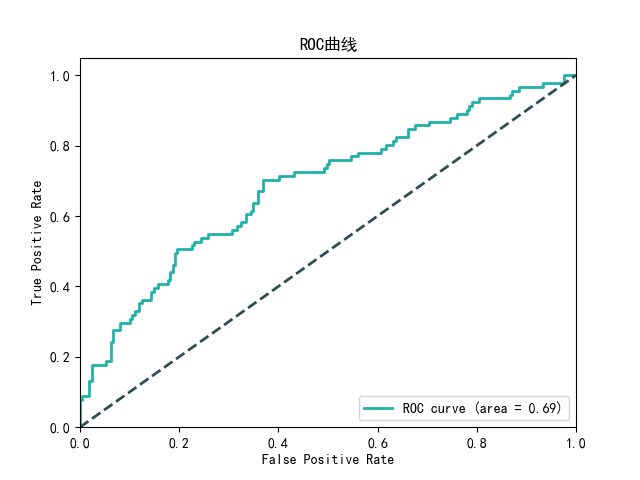 ROC曲线
True Positive Rate
1.0
0.8
0.6
0.4
0.2
0.0
ROC curve (area = 0.69)
0.0 0.2 0.4 0.6 0.8 1.0
False Positive Rate